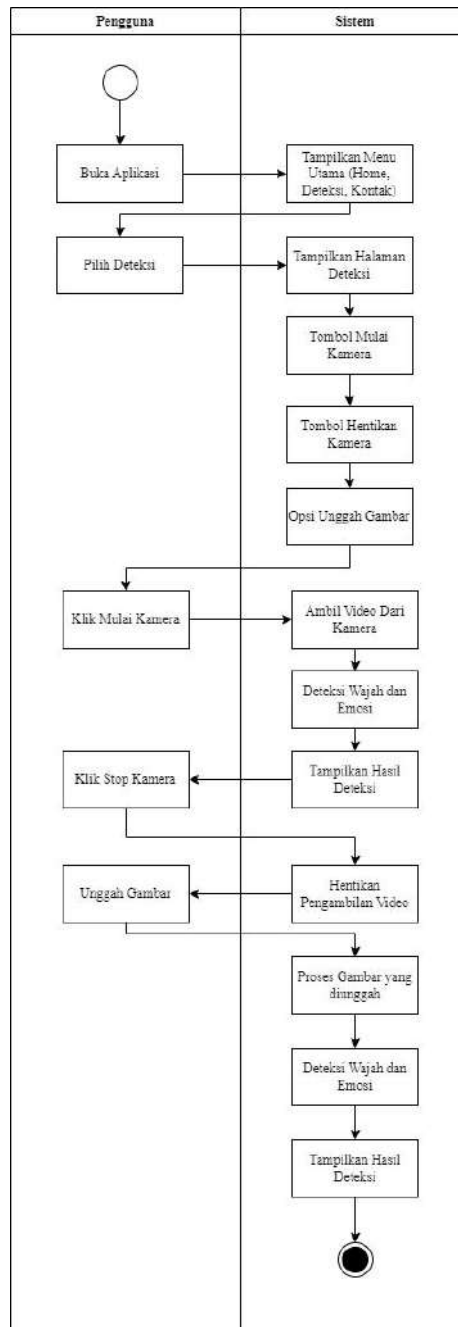 Pengguna
Sistem
Buka Aplikasi
Tampilkan Menu
Utama (Home,
Deteksi, Kontak)
Pilih Deteksi
Tampilkan Halaman
Deteksi
Tombol Mulai
Kamera
Tombol Hentikan
Kamera
Opsi Unggah Gambar
Klik Mulai Kamera
Ambil Video Dari
Kamera
Deteksi Wajah dan
Emosi
Tampilkan Hasil
Deteksi
Klik Stop Kamera
Hentikan
Pengambilan Video
Unggah Gambar
Proses Gambar yang
diunggah
Deteksi Wajah dan
Emosi
Tampilkan Hasil
Deteksi